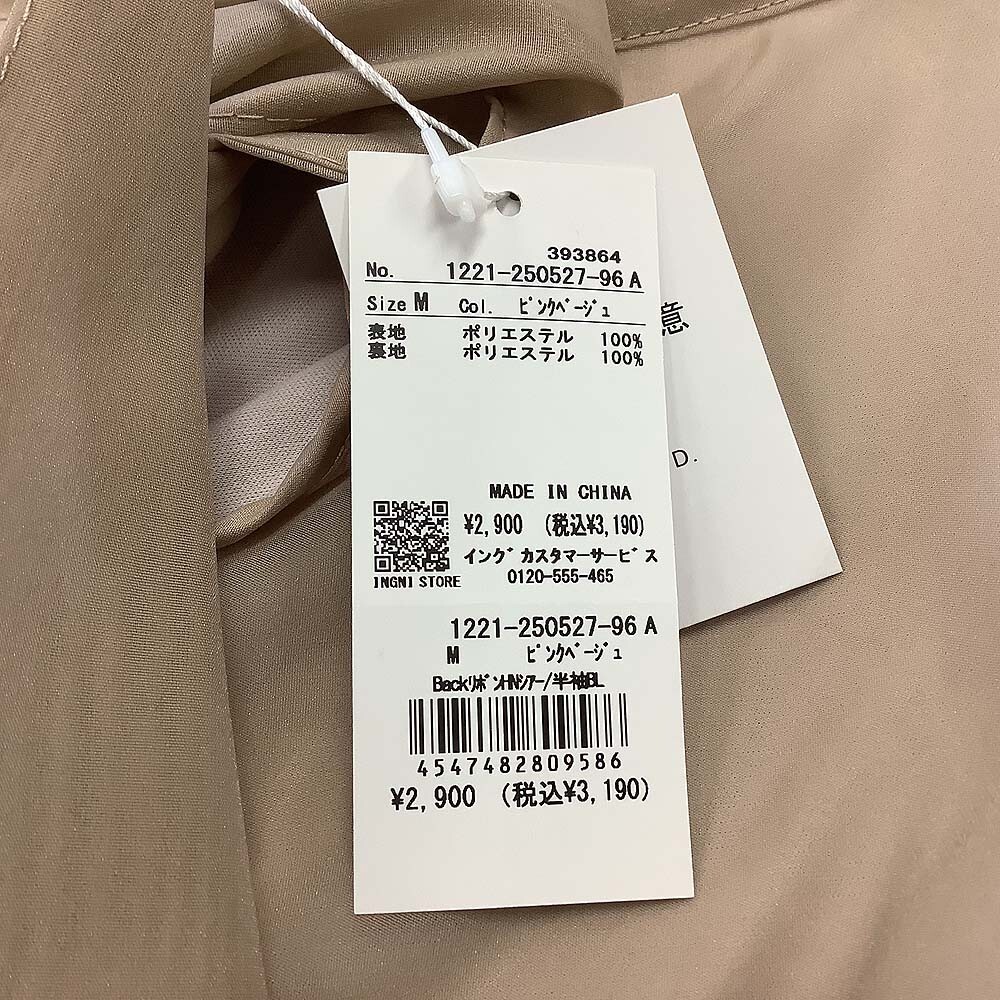 393864
No. 1221-250527-96 A
Size M Col. ﾋﾟﾝｸﾍﾞｰｼﾞｭ
表地 ポリエステル 100%
裏地 ポリエステル 100%
MADE IN CHINA
¥2,900 (税込¥3,190)
イングﾞカスタマーサーﾋﾞス
0120-555-465
INGNI STORE
1221-250527-96 A
M ﾋﾟﾝｸﾍﾞｰｼﾞｭ
Backﾘﾎﾞﾝ/HNｼｱｰ/半袖BL
4547482809586
¥2,900 (税込¥3,190)
意
D.